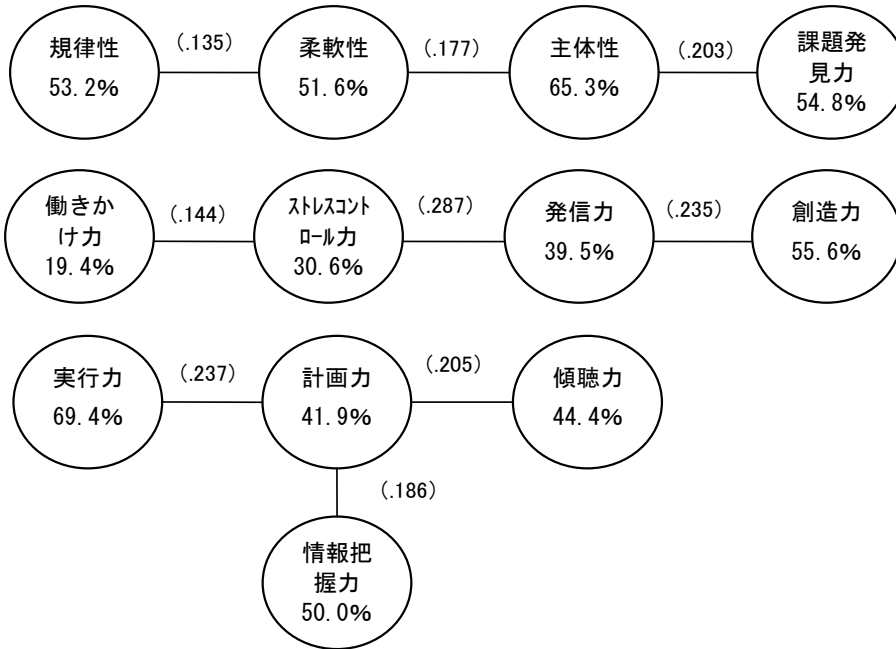 規律性
53.2%
(.135)
柔軟性
51.6%
(.177)
主体性
65.3%
(.203)
課題発
見力
54.8%
働きか
け力
19.4%
(.144)
ｽﾄﾚｽｺﾝﾄ
ﾛｰﾙ力
30.6%
(.287)
発信力
39.5%
(.235)
創造力
55.6%
実行力
69.4%
(.237)
計画力
41.9%
(.205)
傾聴力
44.4%
(.186)
情報把
握力
50.0%